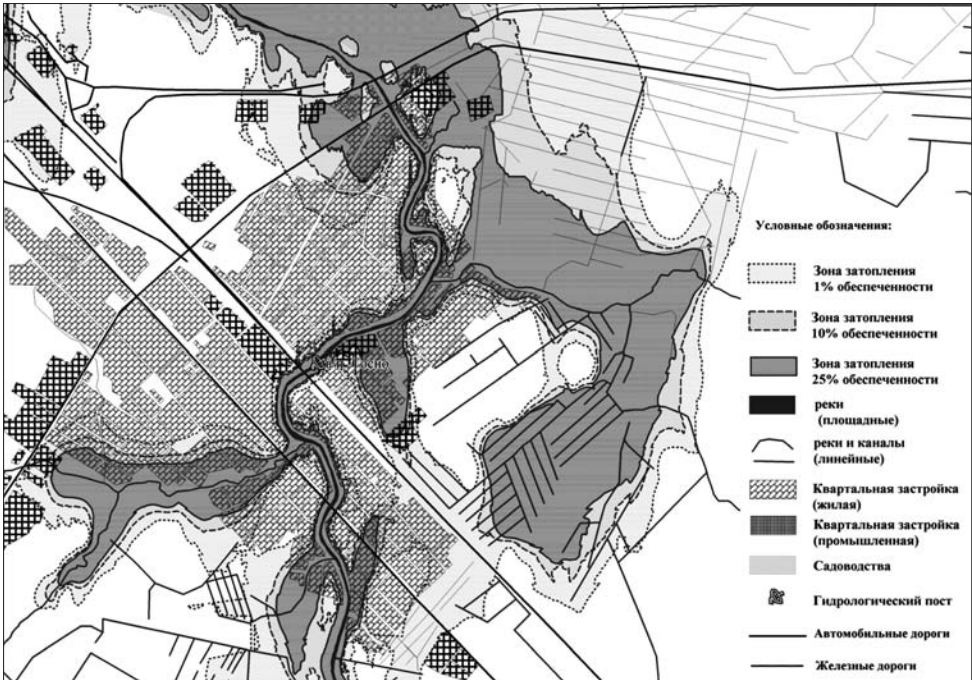 Условные обозначения:
Зона затопления
1% обеспеченности
Зона затопления
10% обеспеченности
Зона затопления
25% обеспеченности
реки
(площадные)
реки и каналы
(линейные)
Квартальная застройка
(жилая)
Квартальная застройка
(промышленная)
Садоводства
Гидрологический пост
Автомобильные дороги
Железные дороги